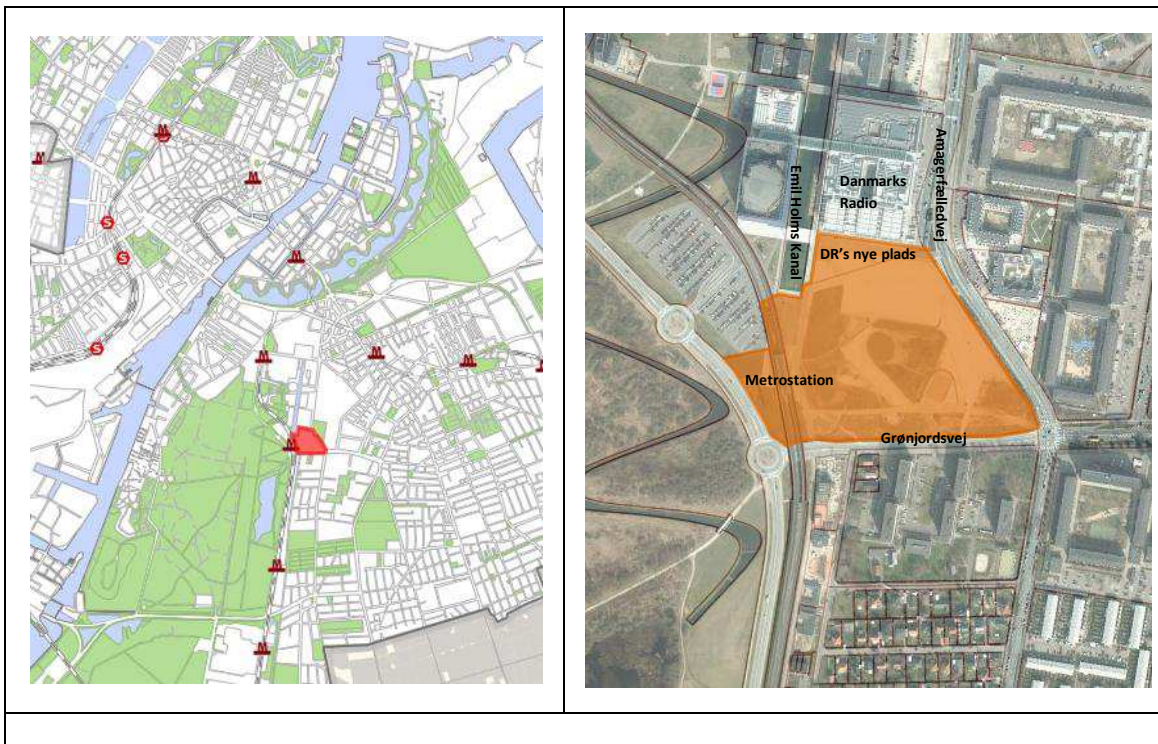 M
M
M
M
S
S
S
M
M
M
M
M
M
Amagerfælledvej
Emil Holms Kanal
Danmarks
Radio
DR's nye plads
Metrostation
Grønjordsvej